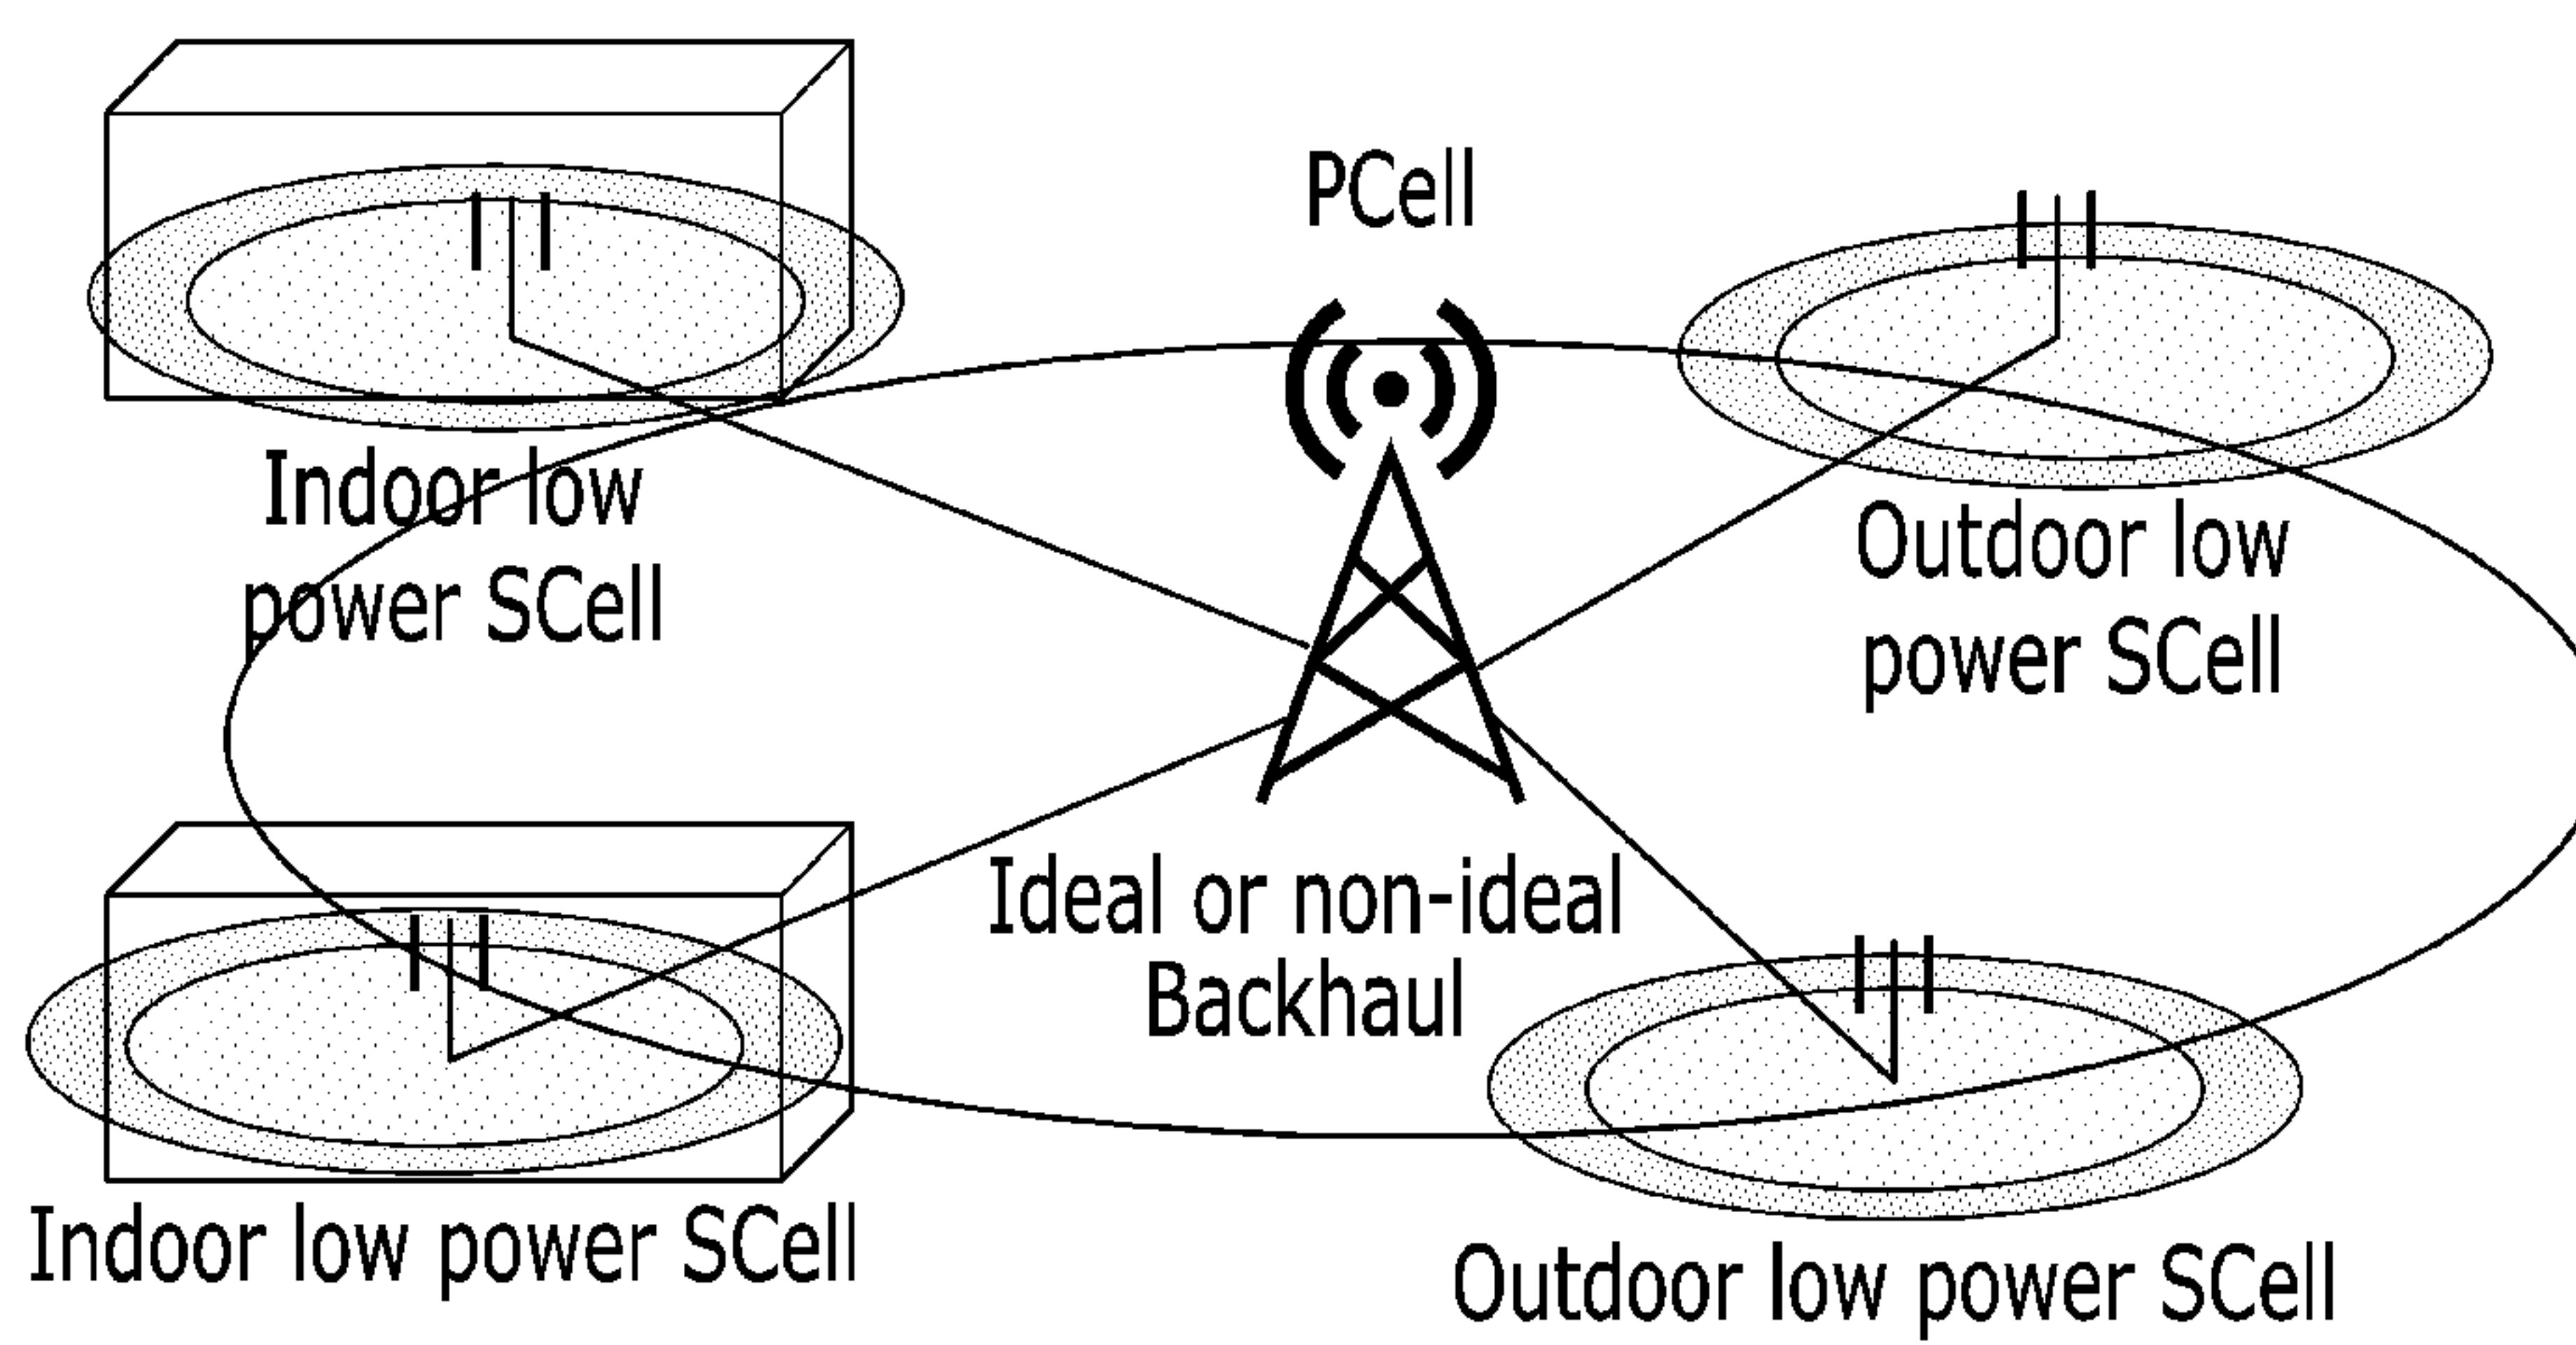 PCell
Indoor low
power SCell
Outdoor low
power SCell
Ideal or non-ideal
Backhaul
Indoor low power SCell
Outdoor low power SCell